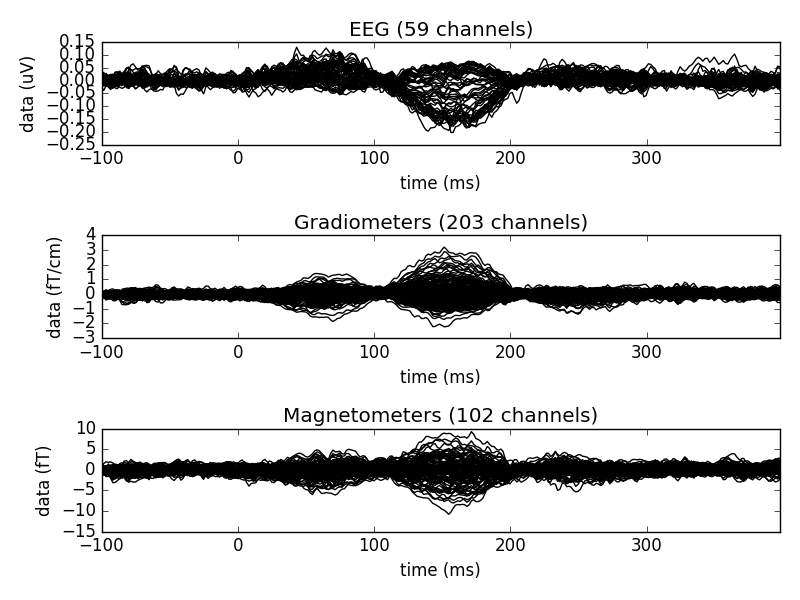 EEG (59 channels)
data (uV)
0.15
0.10
0.05
0.00
−0.05
−0.10
−0.15
−0.20
−0.25
−100 0 100 200 300
time (ms)
Gradiometers (203 channels)
data (fT/cm)
4
3
2
1
0
−1
−2
−3
−100 0 100 200 300
time (ms)
Magnetometers (102 channels)
data (fT)
10
5
0
−5
−10
−15
−100 0 100 200 300
time (ms)